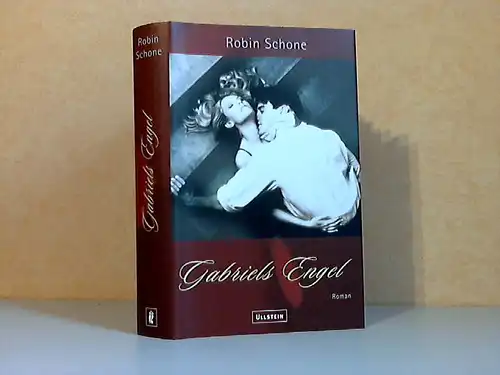 Robin
Schone
Gabriels Engel
Robin Schone
Gabriels Engel
Roman
ULLSTEIN